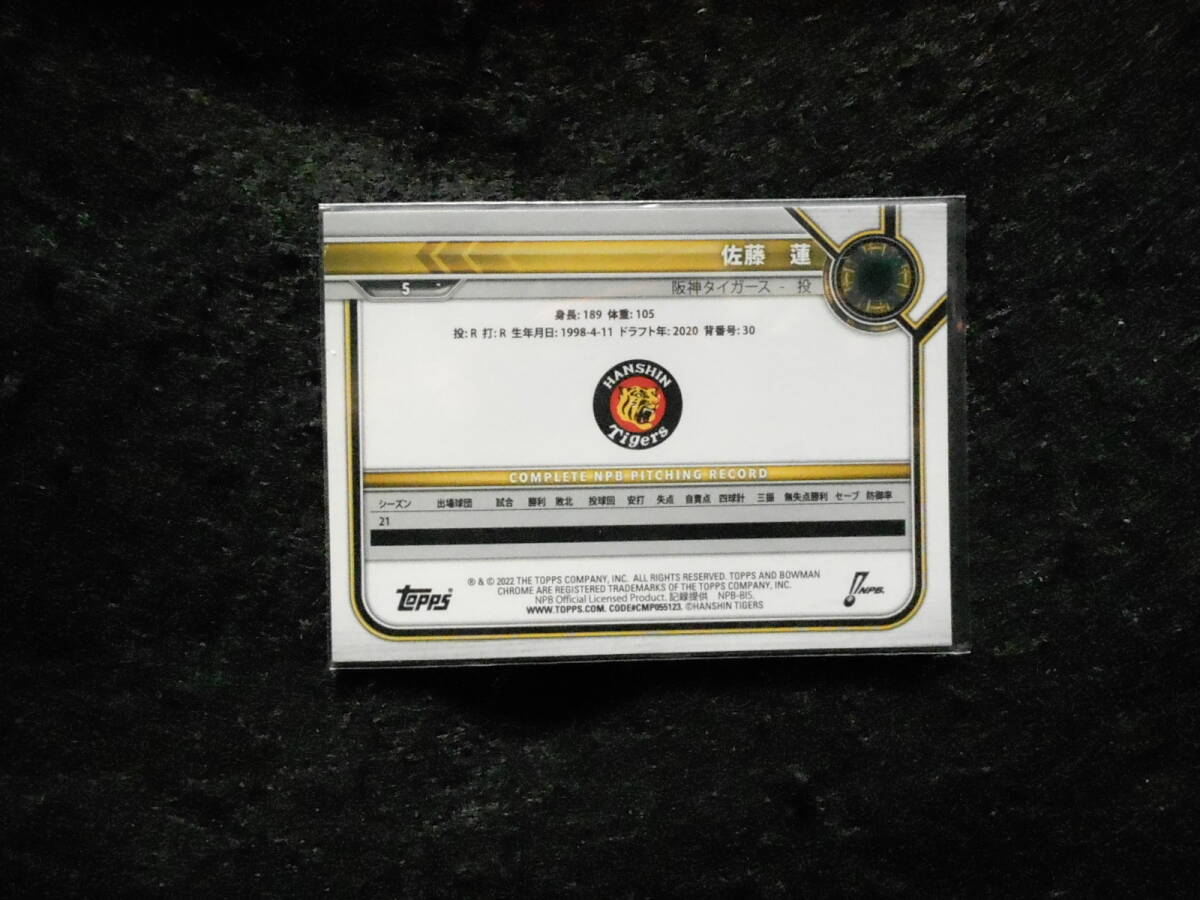 佐藤 蓮
5
阪神タイガース - 投
身長: 189 体重: 105
投: R 打: R 生年月日: 1998-4-11 ドラフト年: 2020 背番号: 30
HANSHIN
Tigers
COMPLETE NPB PITCHING RECORD
シーズン 出場球団 試合 勝利 敗北 投球回 安打 失点 自責点 四球計 三振 無失点勝利 セーブ 防御率
21
topps
® & © 2022 THE TOPPS COMPANY, INC. ALL RIGHTS RESERVED. TOPPS AND BOWMAN
CHROME ARE REGISTERED TRADEMARKS OF THE TOPPS COMPANY, INC.
NPB Official Licensed Product. 記録提供 NPB-BIS.
WWW.TOPPS.COM. CODE#CMP055123. ©HANSHIN TIGERS
NPB.